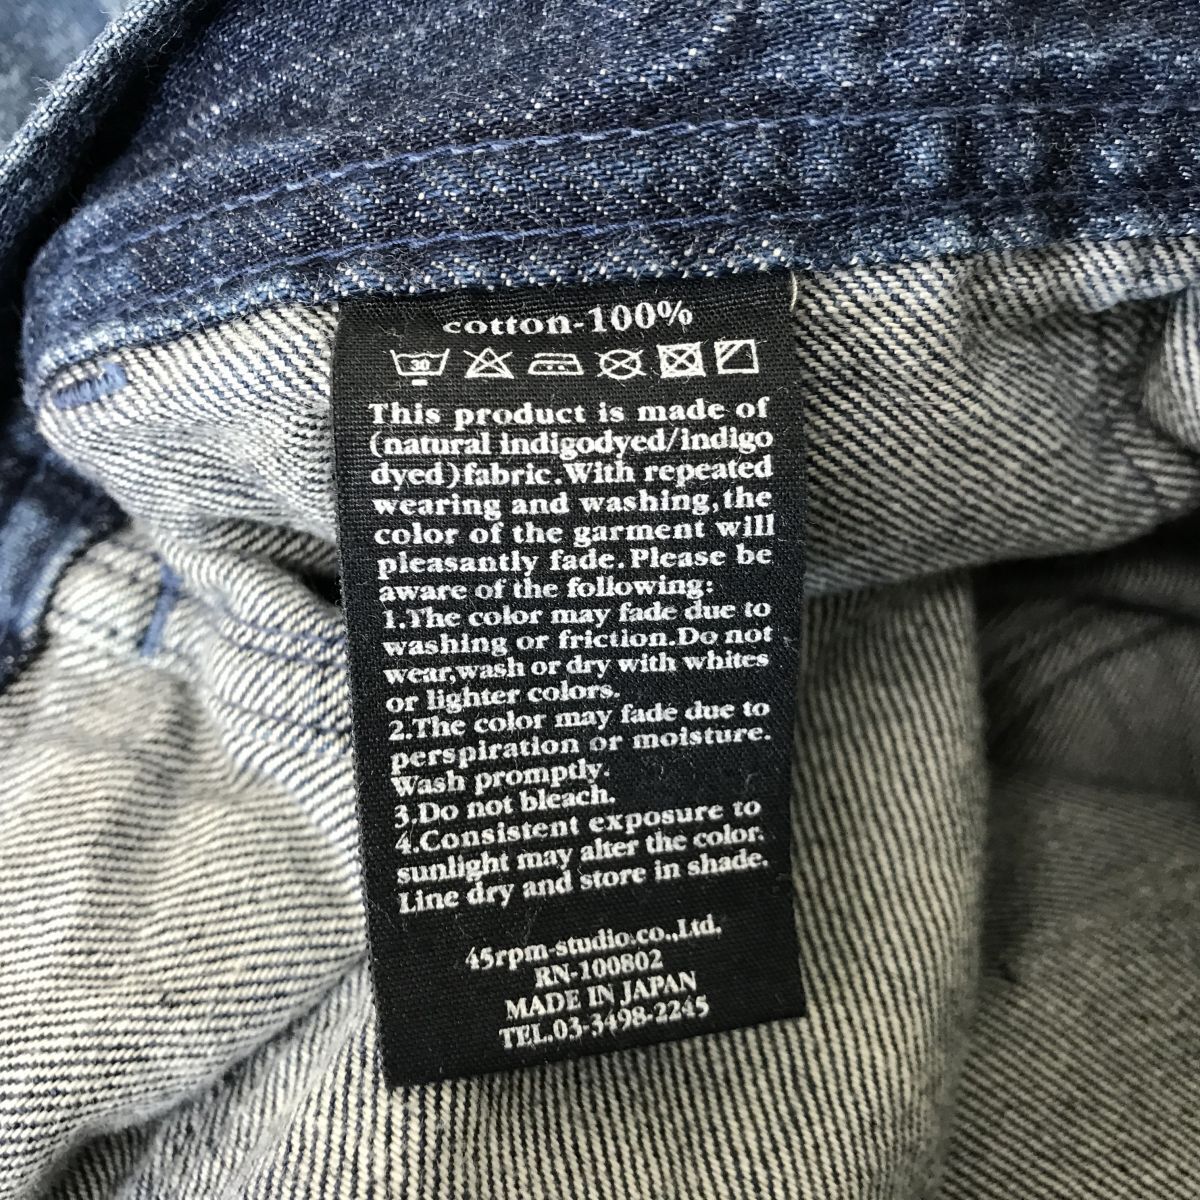 cotton-100%
30
This product is made of
(natural indigodyed/indigo
dyed)fabric.With repeated
wearing and washing,the
color of the garment will
pleasantly fade.Please be
aware of the following:
1.The color may fade due to
washing or friction.Do not
wear,wash or dry with whites
or lighter colors.
2.The color may fade due to
perspiration or moisture.
Wash promptly.
3.Do not bleach.
4.Consistent exposure to
sunlight may alter the color.
Line dry and store in shade.
45rpm-studio.co.,Ltd.
RN-100802
MADE IN JAPAN
TEL.03-3498-2245